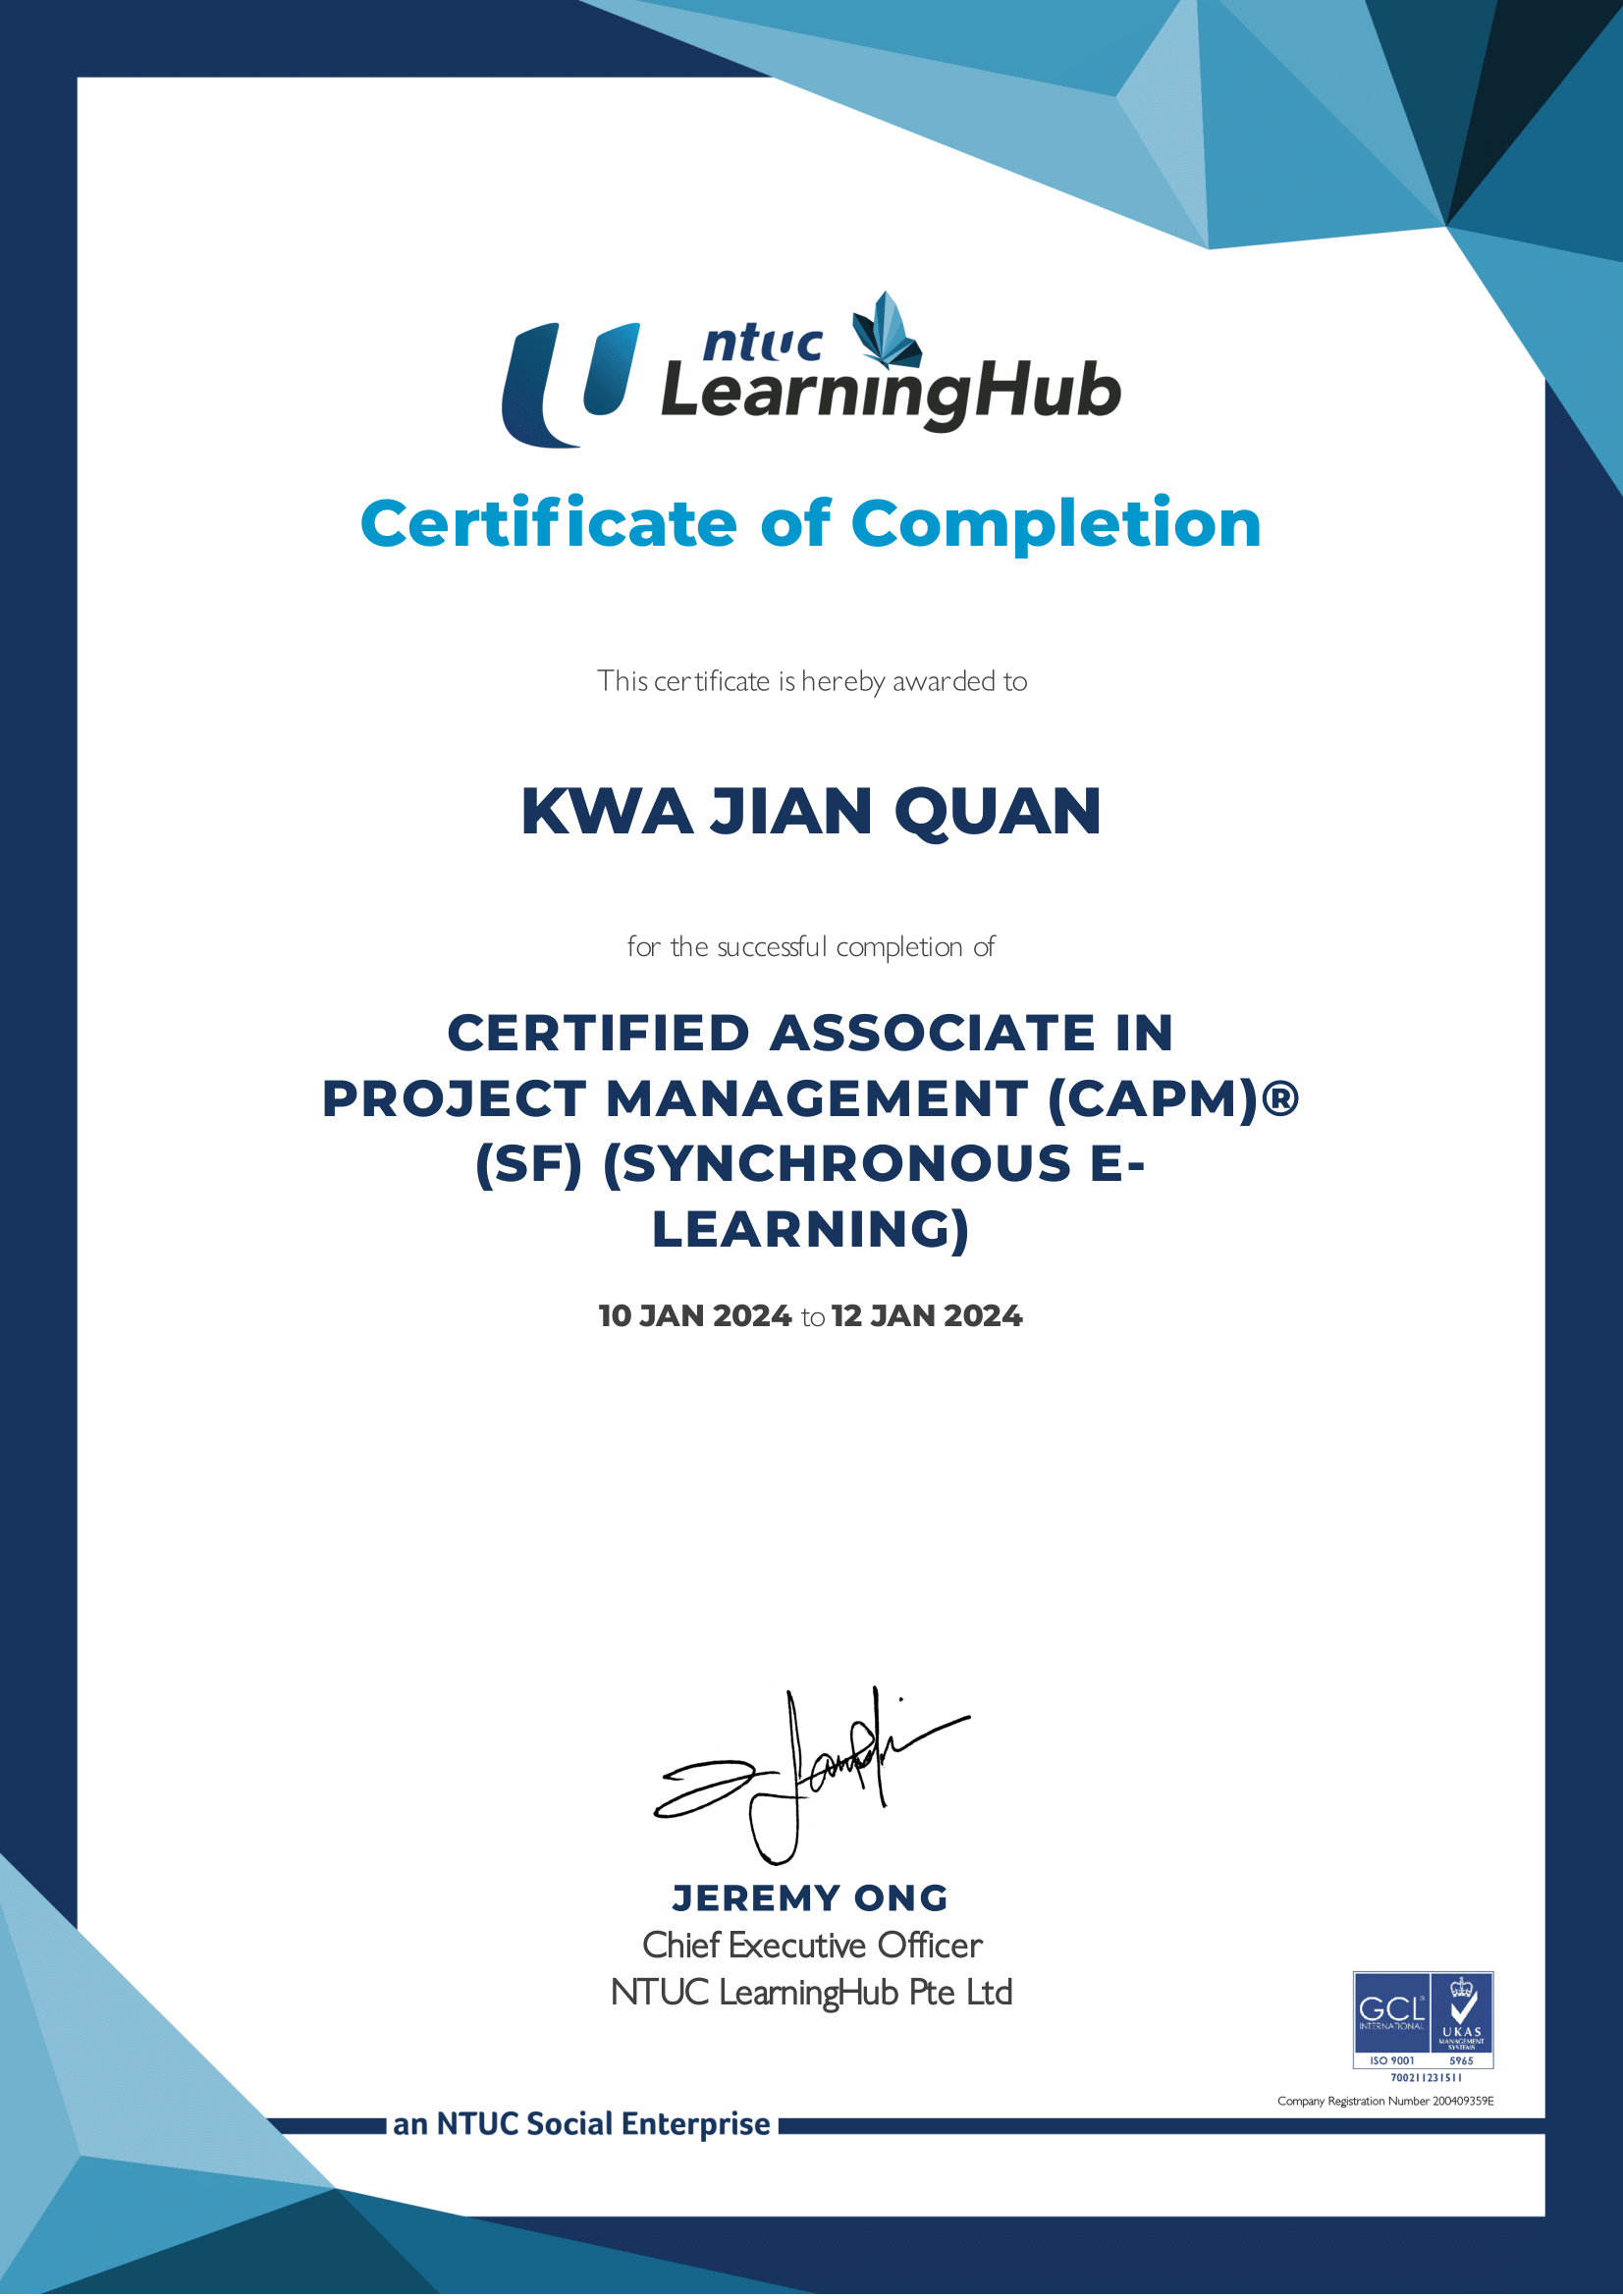 ntuc
LearningHub
Certificate of Completion
This certificate is hereby awarded to
KWA JIAN QUAN
for the successful completion of
CERTIFIED ASSOCIATE IN
PROJECT MANAGEMENT (CAPM)®
(SF) (SYNCHRONOUS E-
LEARNING)
10 JAN 2024 to 12 JAN 2024
JEREMY ONG
Chief Executive Officer
NTUC LearningHub Pte Ltd
GCL®
INTERNATIONAL
UKAS
MANAGEMENT
SYSTEMS
ISO 9001 5965
700211231511
Company Registration Number 200409359E
an NTUC Social Enterprise